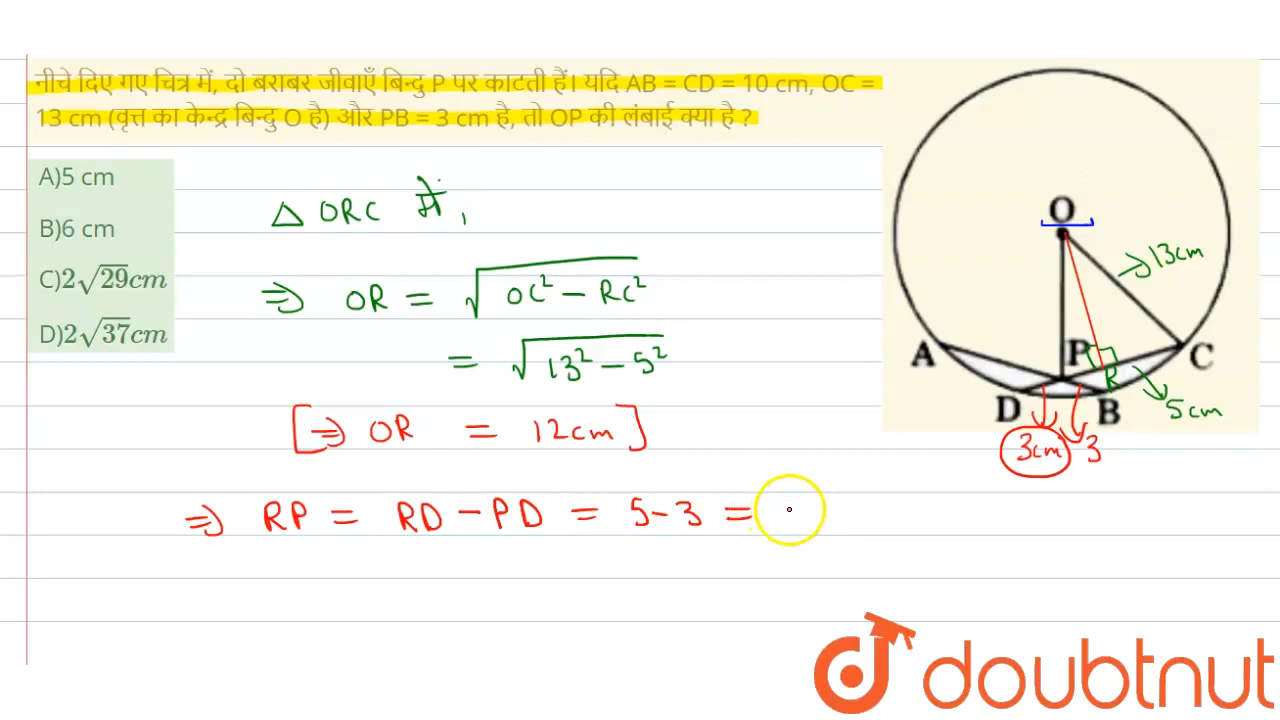 नीचे दिए गए चित्र में, दो बराबर जीवाएँ बिन्दु P पर काटती हैं। यदि AB = CD = 10 cm, OC =
13 cm (वृत्त का केन्द्र बिन्दु O है) और PB = 3 cm है, तो OP की लंबाई क्या है ?
A)5 cm
B)6 cm
C)2√29cm
D)2√37cm
△ ORC में,
⇒ OR = √(OC² – RC²)
= √(13² – 5²)
[⇒ OR = 12cm]
⇒ RP = RD – PD = 5 – 3 =
O
13cm
A
P
R
C
D
B
5cm
3cm
3
doubtnut